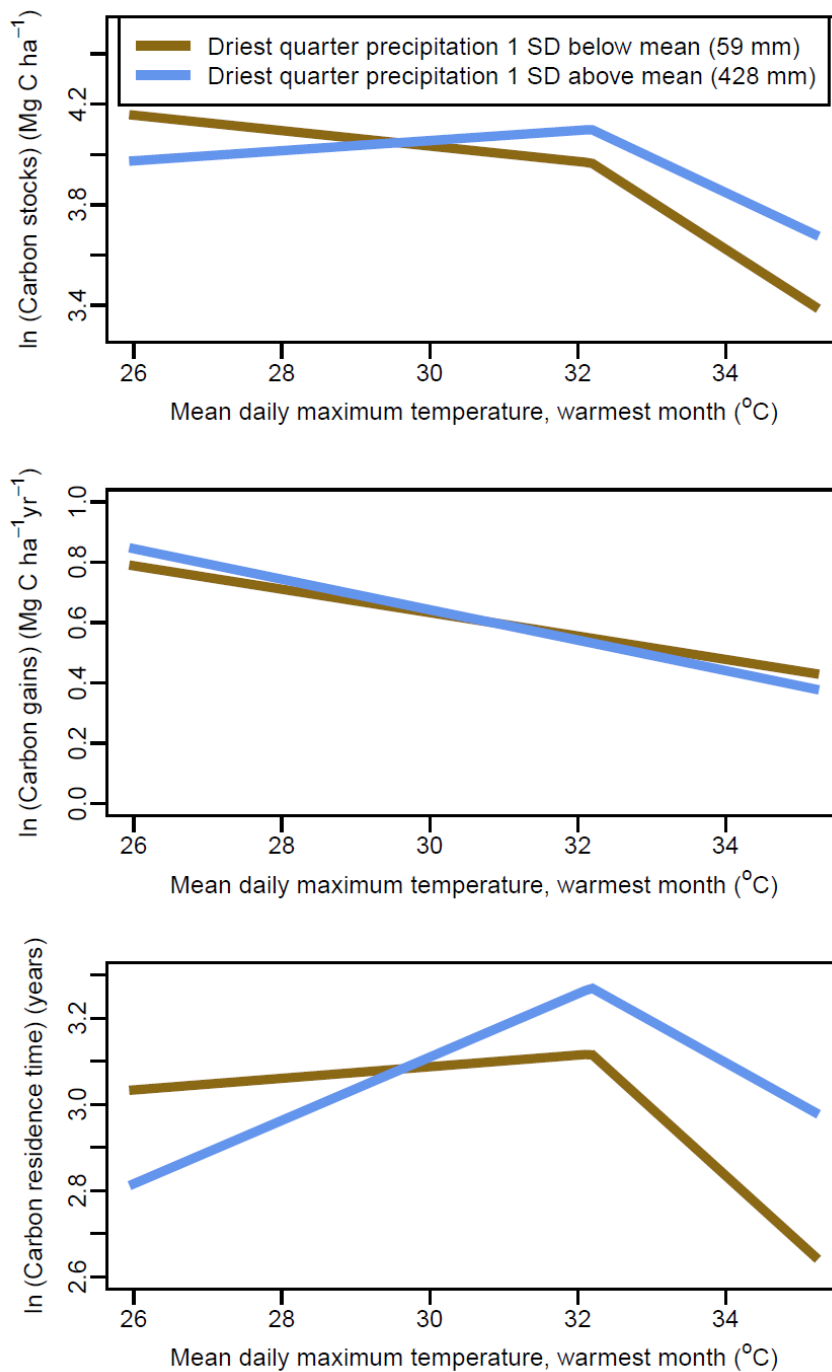 Driest quarter precipitation 1 SD below mean (59 mm)
Driest quarter precipitation 1 SD above mean (428 mm)
ln (Carbon stocks) (Mg C ha⁻¹)
4.2
3.8
3.4
26 28 30 32 34
Mean daily maximum temperature, warmest month (°C)
ln (Carbon gains) (Mg C ha⁻¹yr⁻¹)
1.0
0.8
0.6
0.4
0.2
0.0
26 28 30 32 34
Mean daily maximum temperature, warmest month (°C)
ln (Carbon residence time) (years)
3.2
3.0
2.8
2.6
26 28 30 32 34
Mean daily maximum temperature, warmest month (°C)